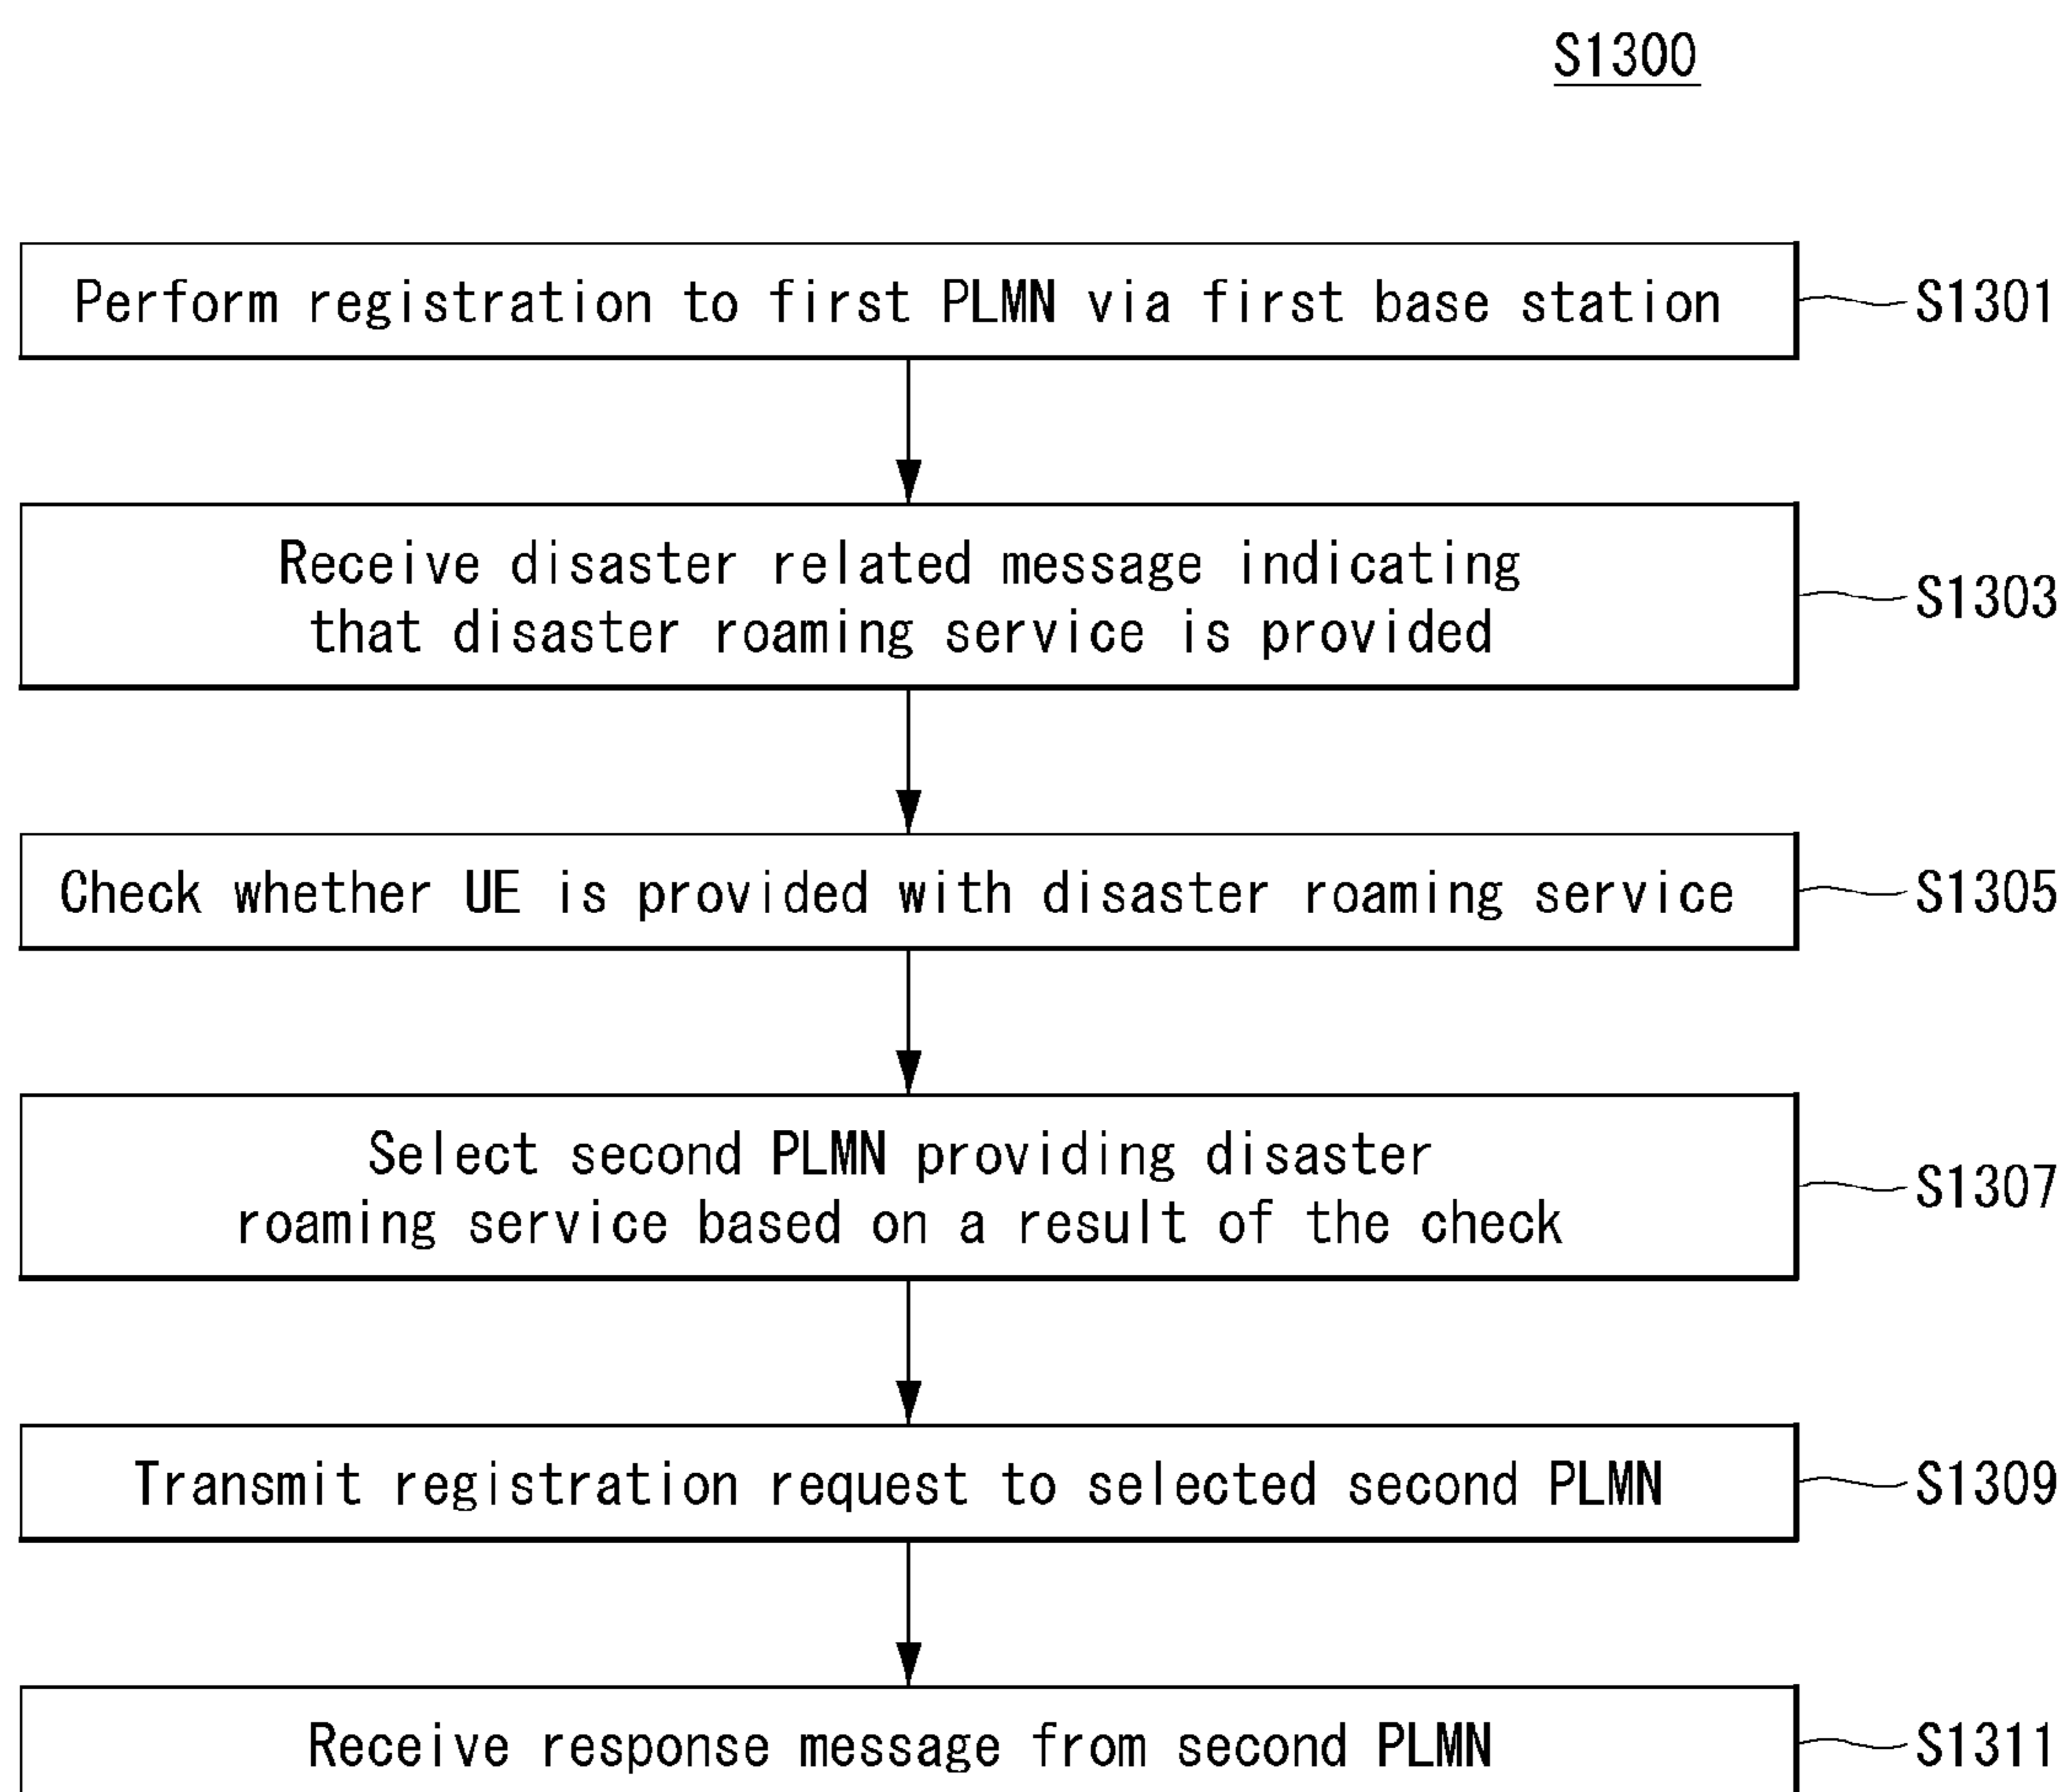 S1300
Perform registration to first PLMN via first base station
S1301
Receive disaster related message indicating
that disaster roaming service is provided
S1303
Check whether UE is provided with disaster roaming service
S1305
Select second PLMN providing disaster
roaming service based on a result of the check
S1307
Transmit registration request to selected second PLMN
S1309
Receive response message from second PLMN
S1311